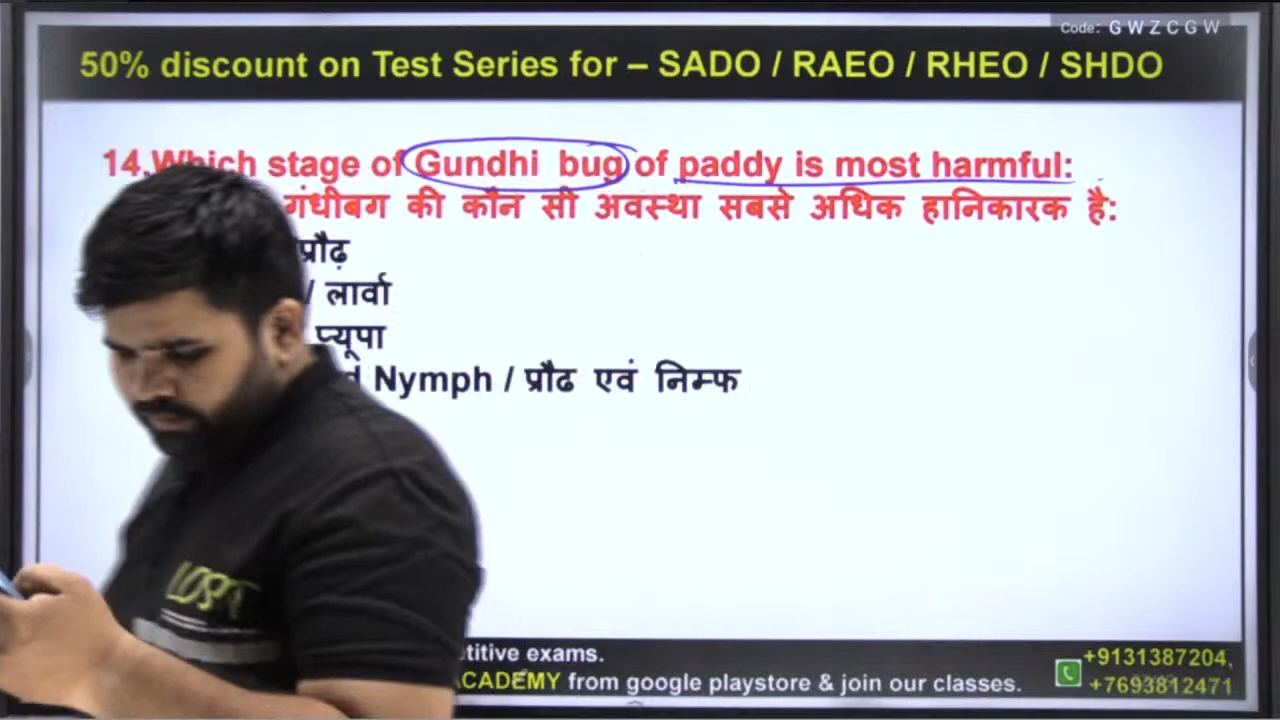 Code: G W Z C G W
50% discount on Test Series for – SADO / RAEO / RHEO / SHDO
14.Which stage of Gundhi bug of paddy is most harmful:
गंधीबग की कौन सी अवस्था सबसे अधिक हानिकारक है:
प्रौढ़
/ लार्वा
प्यूपा
Nymph / प्रौढ एवं निम्फ
LOST
exams.
+9131387204,
from google playstore & join our classes.
+7693812471